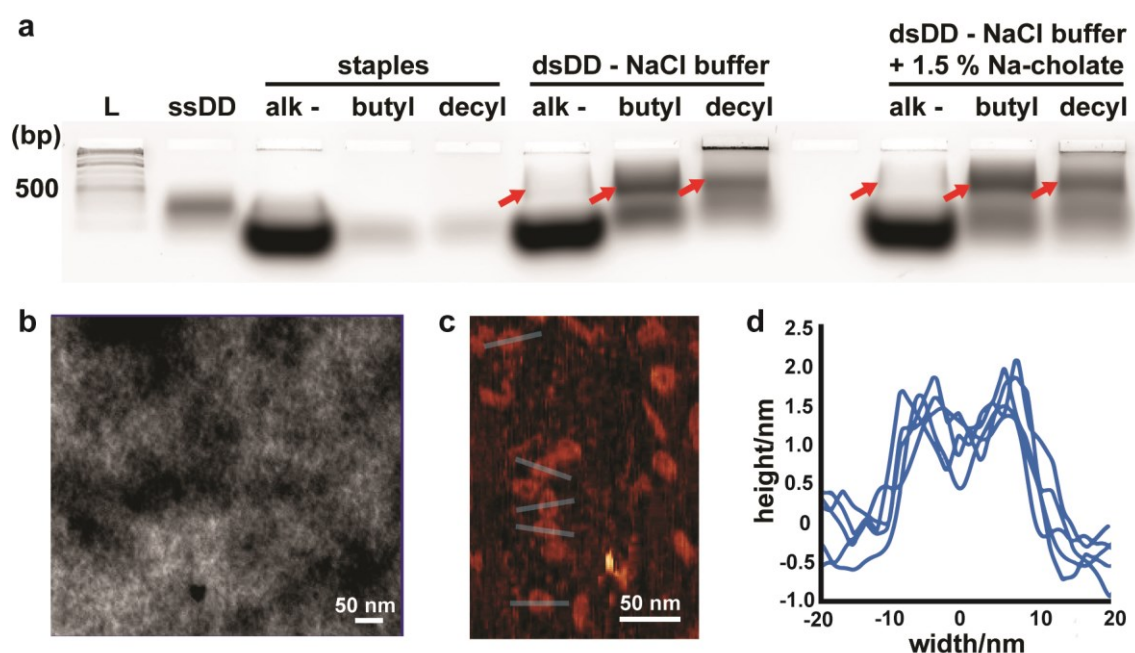 a
dsDD - NaCl buffer
+ 1.5 % Na-cholate
staples
dsDD - NaCl buffer
L ssDD alk - butyl decyl alk - butyl decyl alk - butyl decyl
(bp)
500
b
50 nm
c
50 nm
d
height/nm
2.5
2.0
1.5
1.0
0.5
0
-0.5
-1.0
-20 -10 0 10 20
width/nm